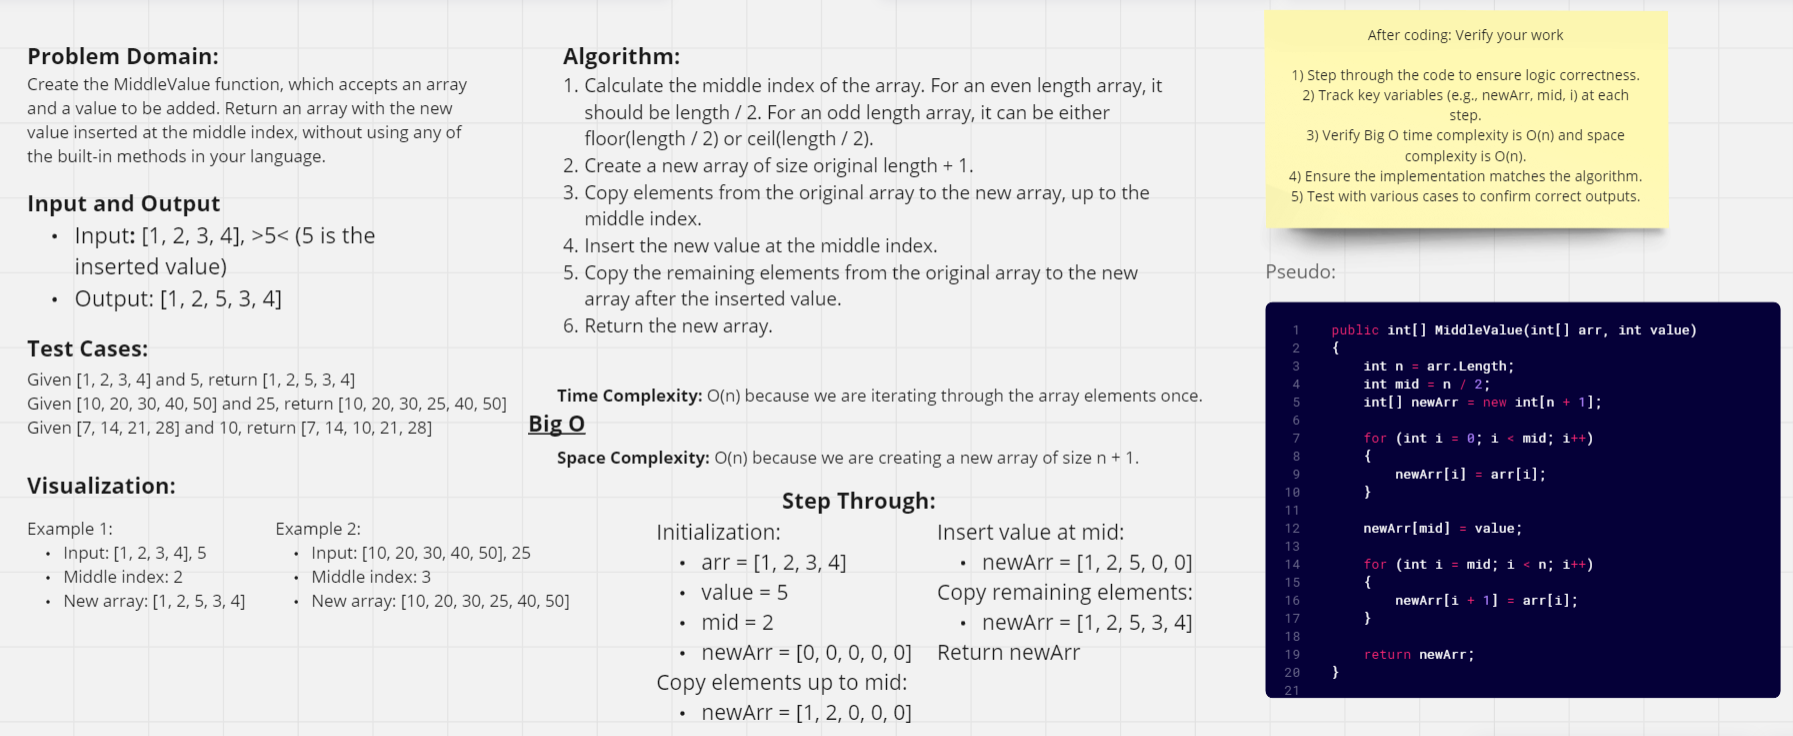 Problem Domain:
Create the MiddleValue function, which accepts an array
and a value to be added. Return an array with the new
value inserted at the middle index, without using any of
the built-in methods in your language.
Input and Output
• Input: [1, 2, 3, 4], >5< (5 is the
inserted value)
• Output: [1, 2, 5, 3, 4]
Test Cases:
Given [1, 2, 3, 4] and 5, return [1, 2, 5, 3, 4]
Given [10, 20, 30, 40, 50] and 25, return [10, 20, 30, 25, 40, 50]
Given [7, 14, 21, 28] and 10, return [7, 14, 10, 21, 28]
Visualization:
Example 1:
• Input: [1, 2, 3, 4], 5
• Middle index: 2
• New array: [1, 2, 5, 3, 4]
Example 2:
• Input: [10, 20, 30, 40, 50], 25
• Middle index: 3
• New array: [10, 20, 30, 25, 40, 50]
Algorithm:
1. Calculate the middle index of the array. For an even length array, it
should be length / 2. For an odd length array, it can be either
floor(length / 2) or ceil(length / 2).
2. Create a new array of size original length + 1.
3. Copy elements from the original array to the new array, up to the
middle index.
4. Insert the new value at the middle index.
5. Copy the remaining elements from the original array to the new
array after the inserted value.
6. Return the new array.
Time Complexity: O(n) because we are iterating through the array elements once.
Big O
Space Complexity: O(n) because we are creating a new array of size n + 1.
Step Through:
Initialization:
• arr = [1, 2, 3, 4]
• value = 5
• mid = 2
• newArr = [0, 0, 0, 0, 0]
Copy elements up to mid:
• newArr = [1, 2, 0, 0, 0]
Insert value at mid:
• newArr = [1, 2, 5, 0, 0]
Copy remaining elements:
• newArr = [1, 2, 5, 3, 4]
Return newArr
After coding: Verify your work
1) Step through the code to ensure logic correctness.
2) Track key variables (e.g., newArr, mid, i) at each
step.
3) Verify Big O time complexity is O(n) and space
complexity is O(n).
4) Ensure the implementation matches the algorithm.
5) Test with various cases to confirm correct outputs.
Pseudo:
1 public int[] MiddleValue(int[] arr, int value)
2 {
3 int n = arr.Length;
4 int mid = n / 2;
5 int[] newArr = new int[n + 1];
6
7 for (int i = 0; i < mid; i++)
8 {
9 newArr[i] = arr[i];
10 }
11
12 newArr[mid] = value;
13
14 for (int i = mid; i < n; i++)
15 {
16 newArr[i + 1] = arr[i];
17 }
18
19 return newArr;
20 }
21